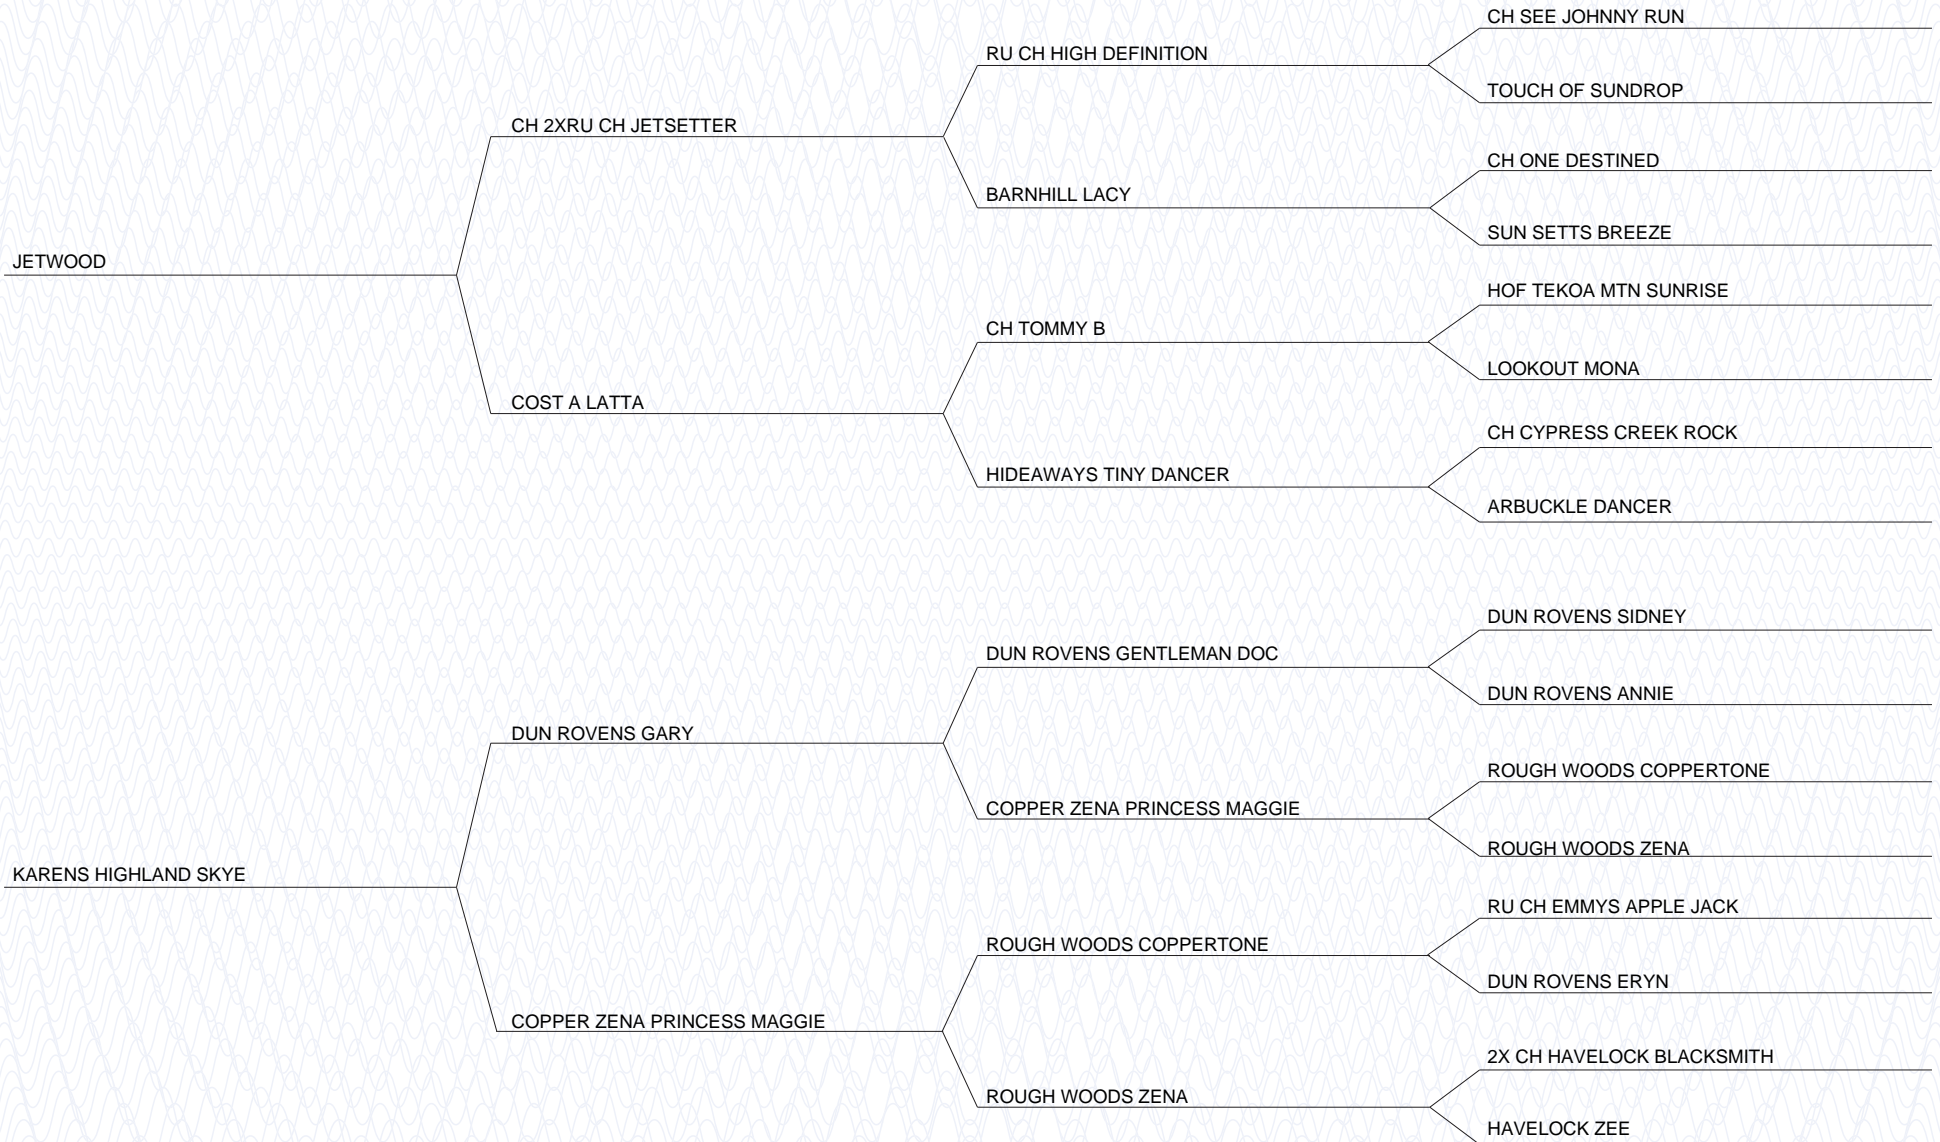 CH SEE JOHNNY RUN
RU CH HIGH DEFINITION
TOUCH OF SUNDROP
CH 2XRU CH JETSETTER
CH ONE DESTINED
BARNHILL LACY
SUN SETTS BREEZE
JETWOOD
HOF TEKOA MTN SUNRISE
CH TOMMY B
LOOKOUT MONA
COST A LATTA
CH CYPRESS CREEK ROCK
HIDEAWAYS TINY DANCER
ARBUCKLE DANCER
DUN ROVENS SIDNEY
DUN ROVENS GENTLEMAN DOC
DUN ROVENS ANNIE
DUN ROVENS GARY
ROUGH WOODS COPPERTONE
COPPER ZENA PRINCESS MAGGIE
ROUGH WOODS ZENA
KARENS HIGHLAND SKYE
RU CH EMMYS APPLE JACK
ROUGH WOODS COPPERTONE
DUN ROVENS ERYN
COPPER ZENA PRINCESS MAGGIE
2X CH HAVELOCK BLACKSMITH
ROUGH WOODS ZENA
HAVELOCK ZEE